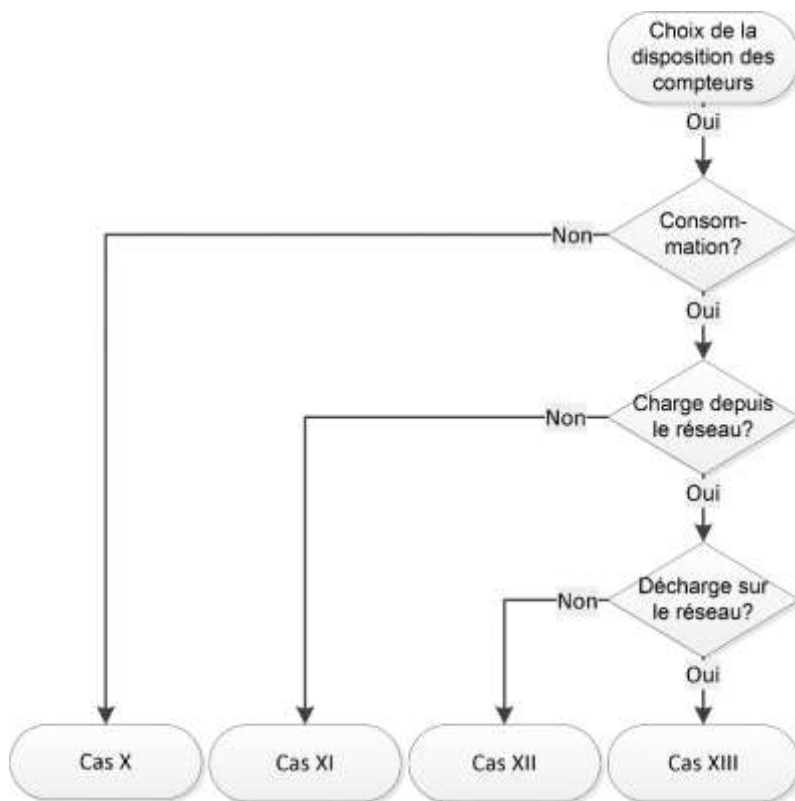 Choix de la
disposition des
compteurs
Oui
Consom-
mation?
Non
Oui
Charge depuis
le réseau?
Non
Oui
Décharge sur
le réseau?
Non
Oui
Cas X
Cas XI
Cas XII
Cas XIII